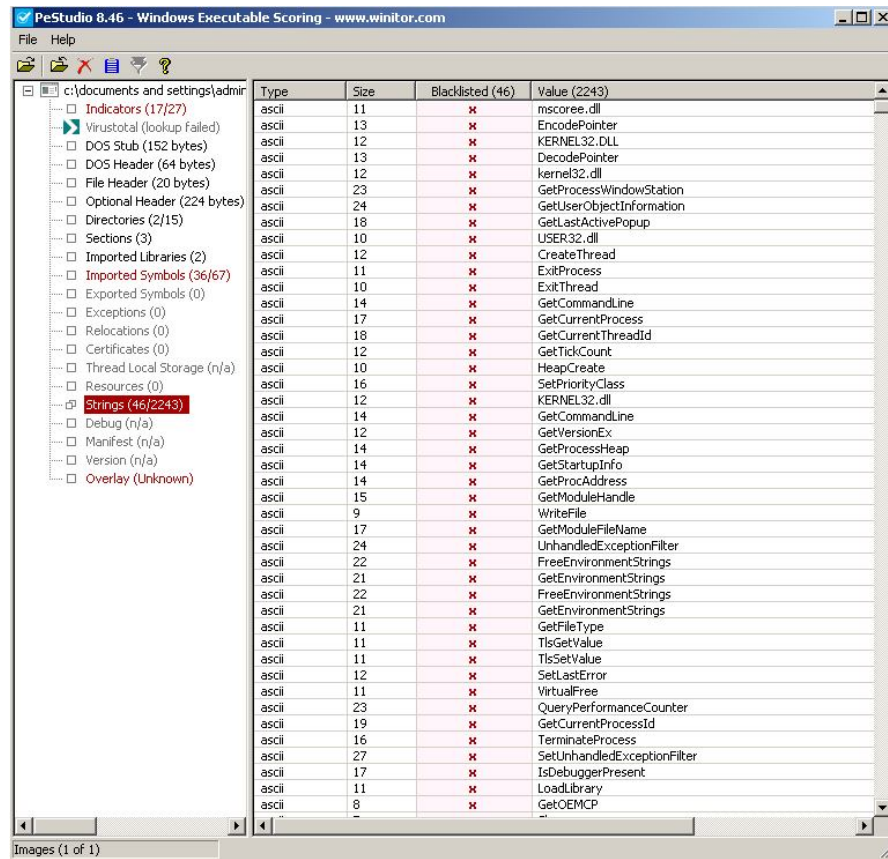 PeStudio 8.46 - Windows Executable Scoring - www.winitor.com
File Help
c:\documents and settings\admir
Indicators (17/27)
Virustotal (lookup failed)
DOS Stub (152 bytes)
DOS Header (64 bytes)
File Header (20 bytes)
Optional Header (224 bytes)
Directories (2/15)
Sections (3)
Imported Libraries (2)
Imported Symbols (36/67)
Exported Symbols (0)
Exceptions (0)
Relocations (0)
Certificates (0)
Thread Local Storage (n/a)
Resources (0)
Strings (46/2243)
Debug (n/a)
Manifest (n/a)
Version (n/a)
Overlay (Unknown)
Type Size Blacklisted (46) Value (2243)
ascii 11 x mscoree.dll
ascii 13 x EncodePointer
ascii 12 x KERNEL32.DLL
ascii 13 x DecodePointer
ascii 12 x kernel32.dll
ascii 23 x GetProcessWindowStation
ascii 24 x GetUserObjectInformation
ascii 18 x GetLastActivePopup
ascii 10 x USER32.dll
ascii 12 x CreateThread
ascii 11 x ExitProcess
ascii 10 x ExitThread
ascii 14 x GetCommandLine
ascii 17 x GetCurrentProcess
ascii 18 x GetCurrentThreadId
ascii 12 x GetTickCount
ascii 10 x HeapCreate
ascii 16 x SetPriorityClass
ascii 12 x KERNEL32.dll
ascii 14 x GetCommandLine
ascii 12 x GetVersionEx
ascii 14 x GetProcessHeap
ascii 14 x GetStartupInfo
ascii 14 x GetProcAddress
ascii 15 x GetModuleHandle
ascii 9 x WriteFile
ascii 17 x GetModuleFileName
ascii 24 x UnhandledExceptionFilter
ascii 22 x FreeEnvironmentStrings
ascii 21 x GetEnvironmentStrings
ascii 22 x FreeEnvironmentStrings
ascii 21 x GetEnvironmentStrings
ascii 11 x GetFileType
ascii 11 x TlsGetValue
ascii 11 x TlsSetValue
ascii 12 x SetLastError
ascii 11 x VirtualFree
ascii 23 x QueryPerformanceCounter
ascii 19 x GetCurrentProcessId
ascii 16 x TerminateProcess
ascii 27 x SetUnhandledExceptionFilter
ascii 17 x IsDebuggerPresent
ascii 11 x LoadLibrary
ascii 8 x GetOEMCP
Images (1 of 1)